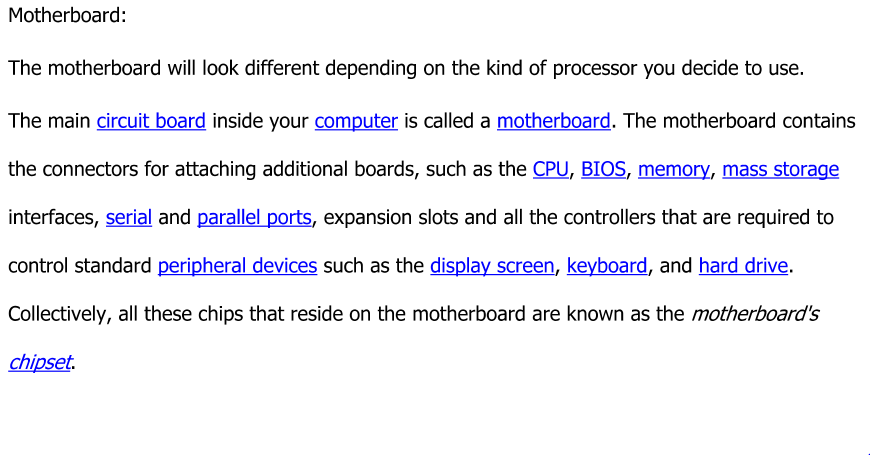 Motherboard:
The motherboard will look different depending on the kind of processor you decide to use.
The main circuit board inside your computer is called a motherboard. The motherboard contains
the connectors for attaching additional boards, such as the CPU, BIOS, memory, mass storage
interfaces, serial and parallel ports, expansion slots and all the controllers that are required to
control standard peripheral devices such as the display screen, keyboard, and hard drive.
Collectively, all these chips that reside on the motherboard are known as the motherboard's
chipset.